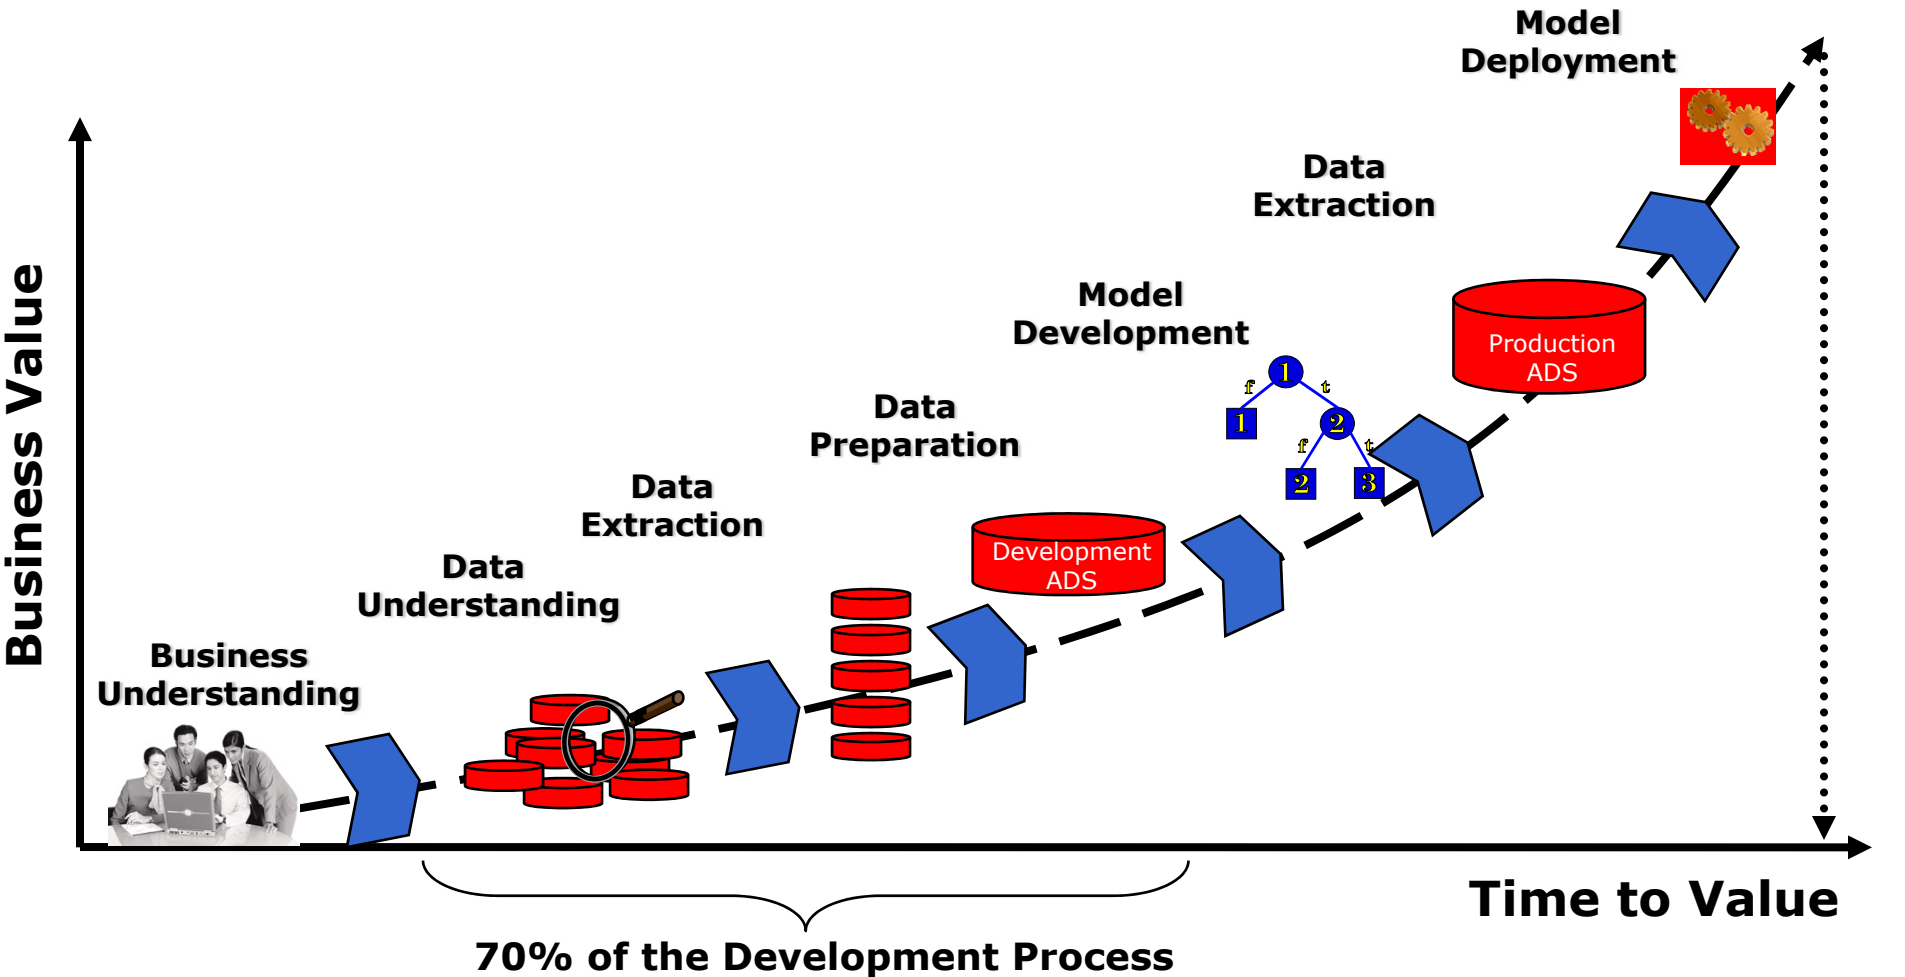 Model
Deployment
Data
Extraction
Model
Development
Production
ADS
1
f
t
1
2
f
t
2
3
Data
Preparation
Development
ADS
Data
Extraction
Data
Understanding
Business
Understanding
Business Value
Time to Value
70% of the Development Process